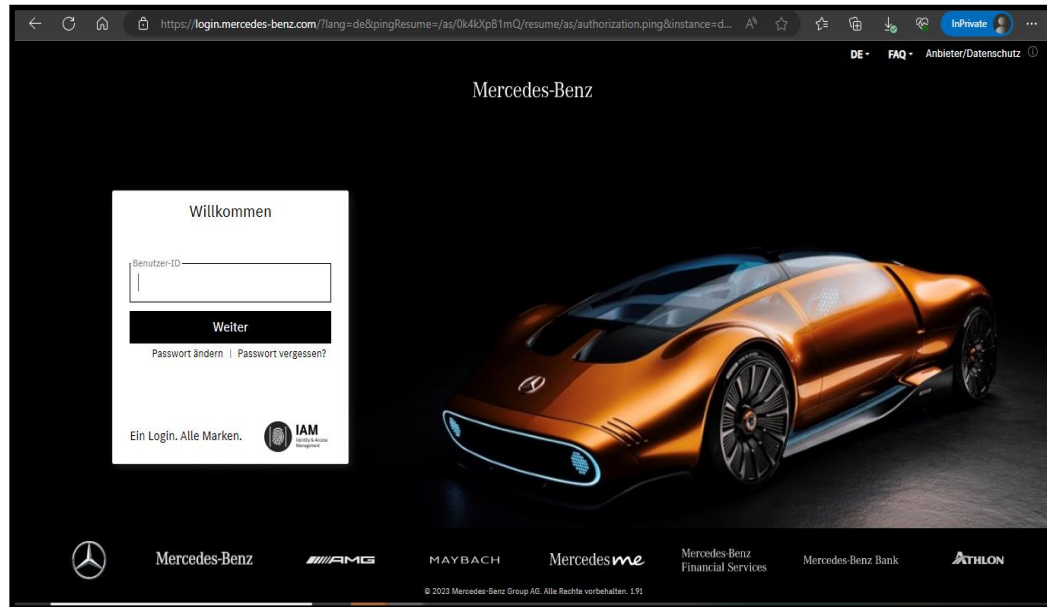 https://login.mercedes-benz.com/?lang=de&pingResume=/as/0k4kXpB1mQ/resume/as/authorization.ping&instance=d...
InPrivate
DE
FAQ
Anbieter/Datenschutz
Mercedes-Benz
Willkommen
Benutzer-ID
Weiter
Passwort ändern | Passwort vergessen?
Ein Login. Alle Marken.
IAM
Identity & Access
Management
Mercedes-Benz
AMG
MAYBACH
Mercedes me
Mercedes-Benz
Financial Services
Mercedes-Benz Bank
ATHLON
© 2023 Mercedes-Benz Group AG. Alle Rechte vorbehalten. 1.91